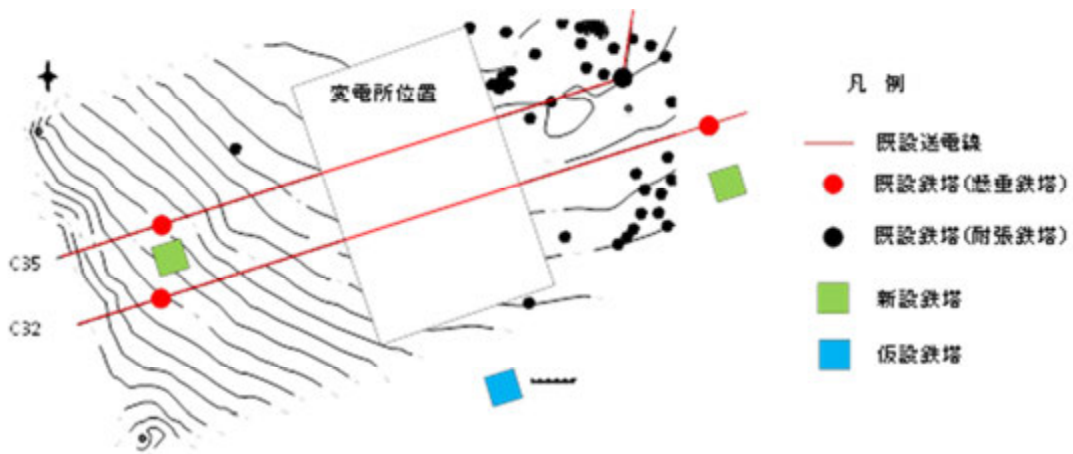 変電所位置
C35
C32
凡 例
既設送電線
既設鉄塔(懸垂鉄塔)
既設鉄塔(耐張鉄塔)
新設鉄塔
仮設鉄塔